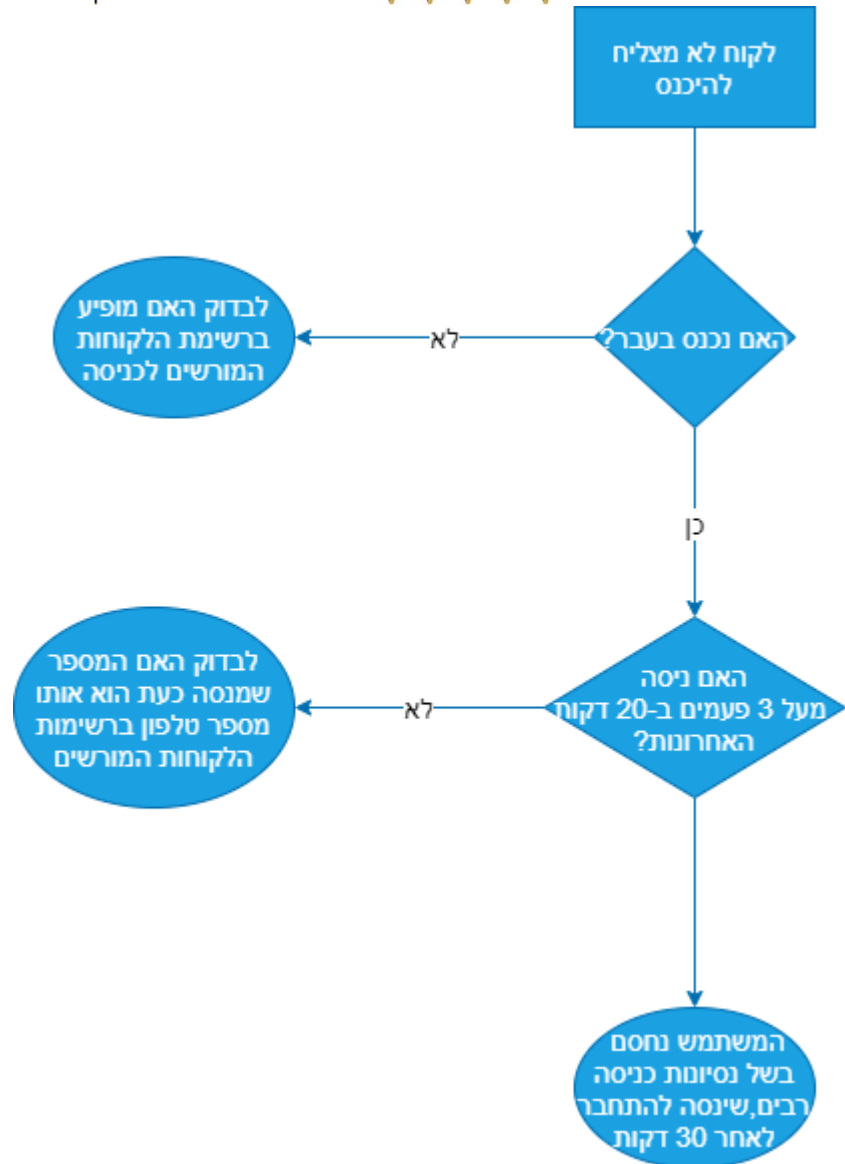 לקוח לא מצליח
להיכנס
האם נכנס בעבר?
לא
לבדוק האם מופיע
ברשימת הלקוחות
המורשים לכניסה
כן
האם ניסה
מעל 3 פעמים ב-20 דקות
האחרונות?
לא
לבדוק האם המספר
שמנסה כעת הוא אותו
מספר טלפון ברשימות
הלקוחות המורשים
המשתמש נחסם
בשל נסיונות כניסה
רבים,שינסה להתחבר
לאחר 30 דקות